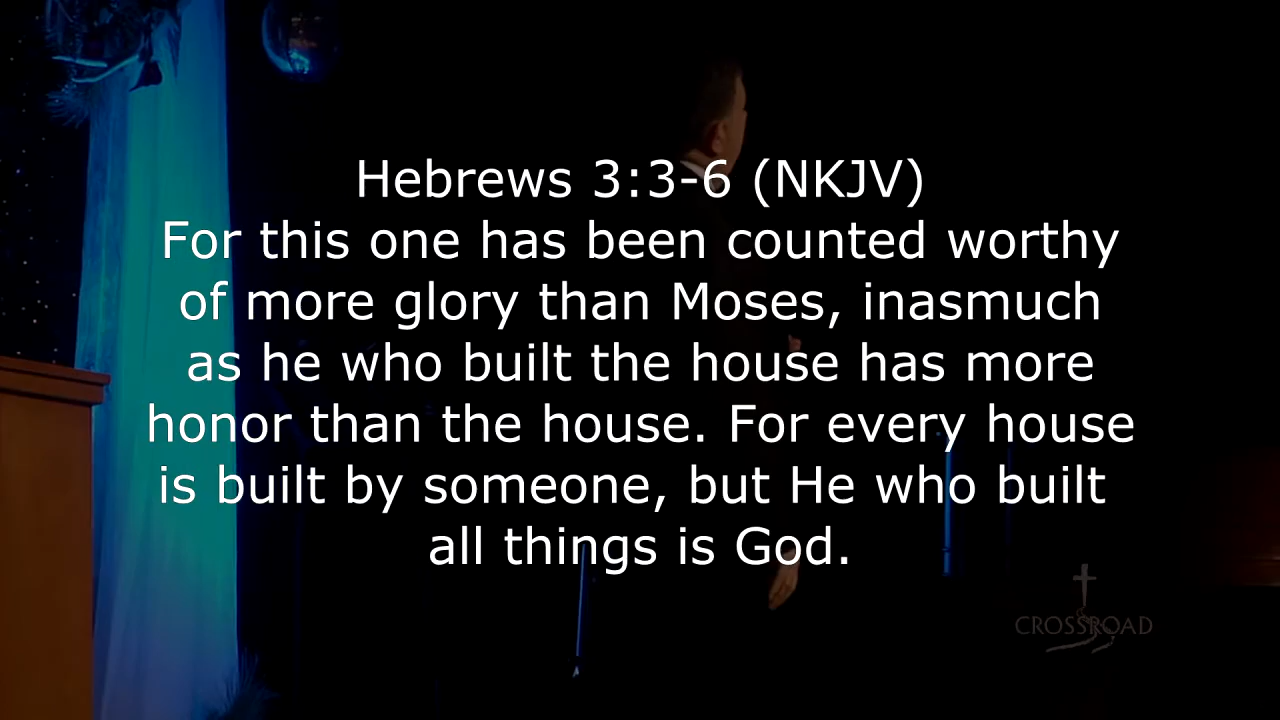 Hebrews 3:3-6 (NKJV)
For this one has been counted worthy
of more glory than Moses, inasmuch
as he who built the house has more
honor than the house. For every house
is built by someone, but He who built
all things is God.
CROSSROAD